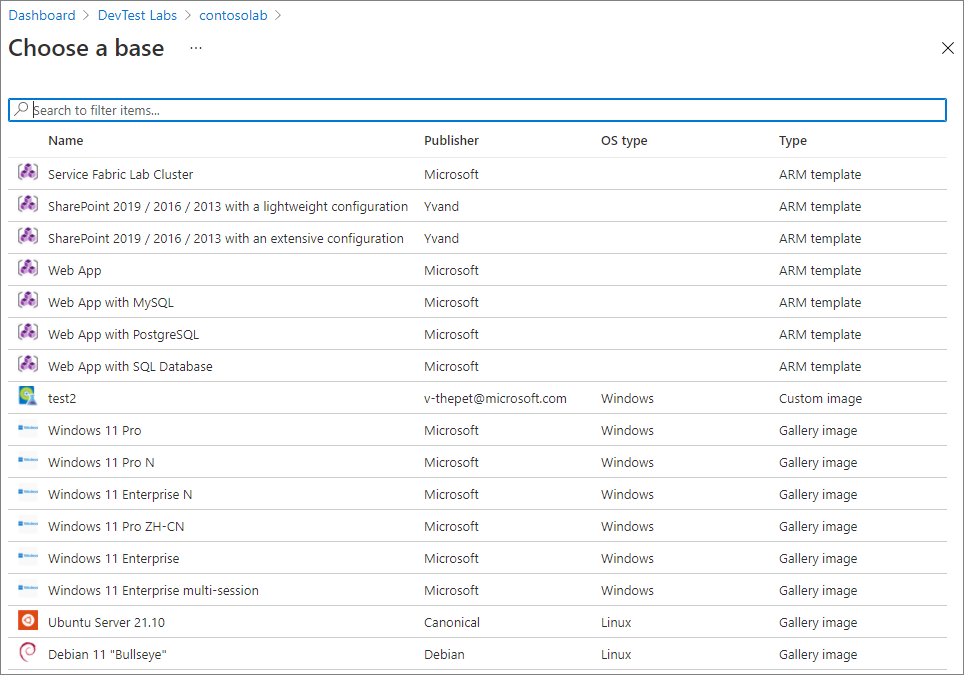 Dashboard > DevTest Labs > contosolab >
Choose a base ...
Search to filter items...
Name Publisher OS type Type
Service Fabric Lab Cluster Microsoft ARM template
SharePoint 2019 / 2016 / 2013 with a lightweight configuration Yvand ARM template
SharePoint 2019 / 2016 / 2013 with an extensive configuration Yvand ARM template
Web App Microsoft ARM template
Web App with MySQL Microsoft ARM template
Web App with PostgreSQL Microsoft ARM template
Web App with SQL Database Microsoft ARM template
test2 v-thepet@microsoft.com Windows Custom image
Windows 11 Pro Microsoft Windows Gallery image
Windows 11 Pro N Microsoft Windows Gallery image
Windows 11 Enterprise N Microsoft Windows Gallery image
Windows 11 Pro ZH-CN Microsoft Windows Gallery image
Windows 11 Enterprise Microsoft Windows Gallery image
Windows 11 Enterprise multi-session Microsoft Windows Gallery image
Ubuntu Server 21.10 Canonical Linux Gallery image
Debian 11 "Bullseye" Debian Linux Gallery image